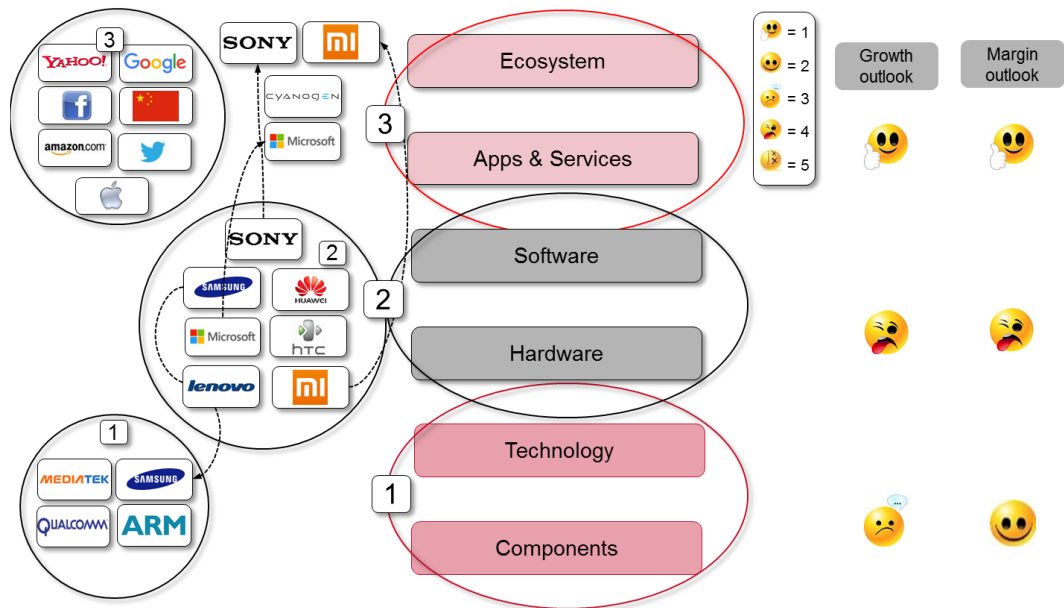 3
YAHOO!
Google
amazon.com
SONY
MI
CYANOGEN
Microsoft
SONY
2
SAMSUNG
HUAWEI
Microsoft
hTC
lenovo
MI
1
MEDIATEK
SAMSUNG
QUALCOMM
ARM
3
Ecosystem
Apps & Services
2
Software
Hardware
1
Technology
Components
= 1
= 2
= 3
= 4
= 5
Growth
outlook
Margin
outlook